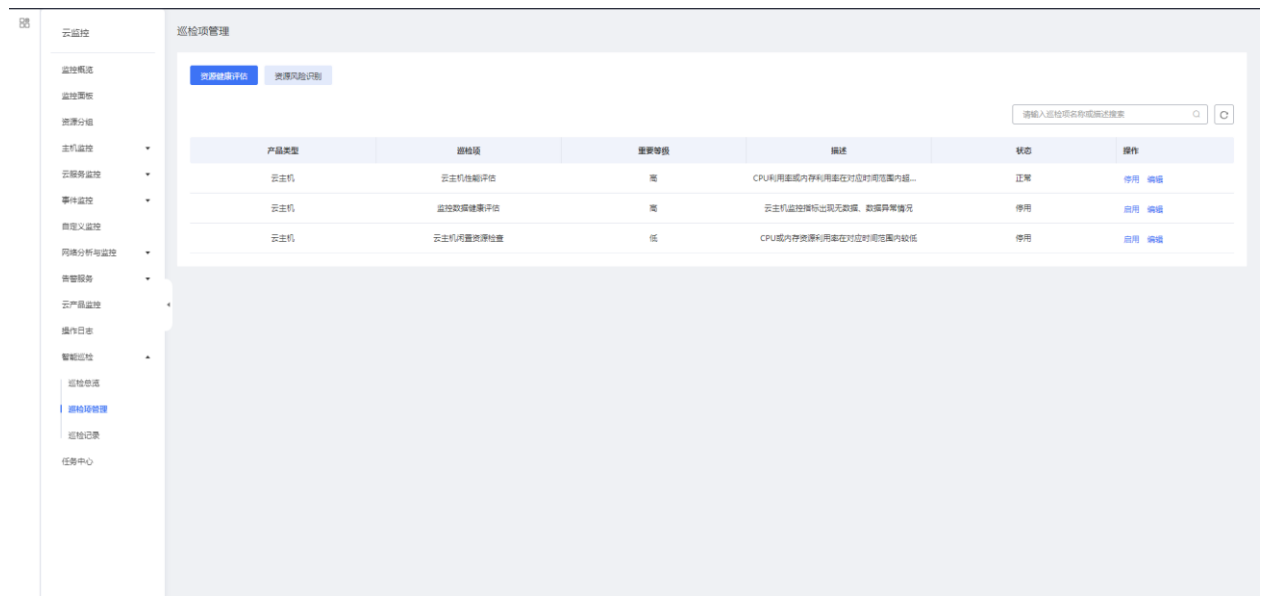 云监控
监控概览
监控面板
资源分组
主机监控
云服务监控
事件监控
自定义监控
网络分析与监控
告警服务
云产品监控
操作日志
智能巡检
巡检总览
巡检项管理
巡检记录
任务中心
巡检项管理
资源健康评估 资源风险识别
请输入巡检项名称或描述搜索
产品类型 巡检项 重要等级 描述 状态 操作
云主机 云主机性能评估 高 CPU利用率或内存利用率在对应时间范围内超... 正常 停用 编辑
云主机 监控数据健康评估 高 云主机监控指标出现无数据、数据异常情况 停用 启用 编辑
云主机 云主机闲置资源检查 低 CPU或内存资源利用率在对应时间范围内较低 停用 启用 编辑